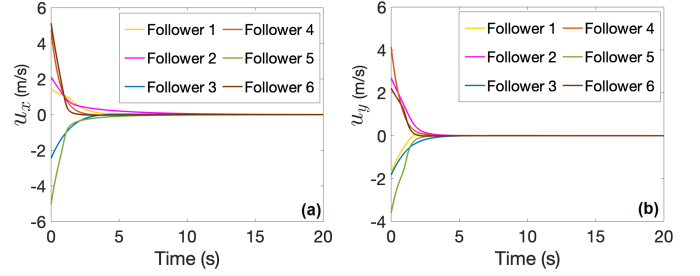 6
4
2
0
-2
-4
-6
u_x (m/s)
Follower 1 Follower 4
Follower 2 Follower 5
Follower 3 Follower 6
(a)
0 5 10 15 20
Time (s)
6
4
2
0
-2
-4
u_y (m/s)
Follower 1 Follower 4
Follower 2 Follower 5
Follower 3 Follower 6
(b)
0 5 10 15 20
Time (s)